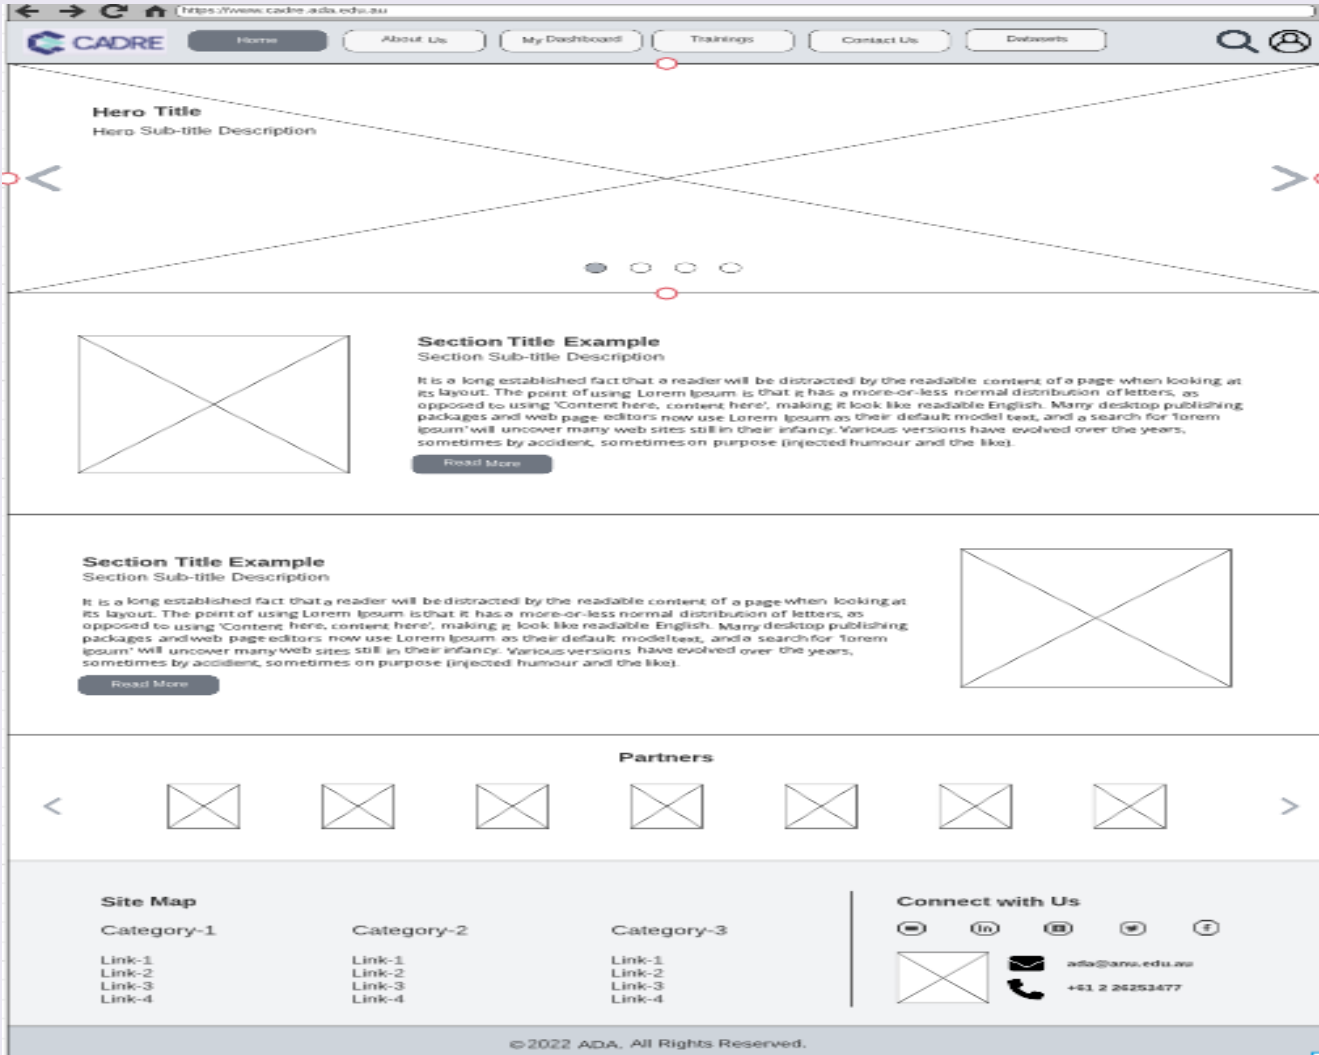 https://www.cadre.ada.edu.au
CADRE
Home
About Us
My Dashboard
Trainings
Contact Us
Datasets
Hero Title
Hero Sub-title Description
Section Title Example
Section Sub-title Description
It is a long established fact that a reader will be distracted by the readable content of a page when looking at
its layout. The point of using Lorem Ipsum is that it has a more-or-less normal distribution of letters, as
opposed to using 'Content here, content here', making it look like readable English. Many desktop publishing
packages and web page editors now use Lorem Ipsum as their default model text, and a search for 'lorem
ipsum' will uncover many web sites still in their infancy. Various versions have evolved over the years,
sometimes by accident, sometimes on purpose (injected humour and the like).
Read More
Section Title Example
Section Sub-title Description
It is a long established fact that a reader will be distracted by the readable content of a page when looking at
its layout. The point of using Lorem Ipsum is that it has a more-or-less normal distribution of letters, as
opposed to using 'Content here, content here', making it look like readable English. Many desktop publishing
packages and web page editors now use Lorem Ipsum as their default model text, and a search for 'lorem
ipsum' will uncover many web sites still in their infancy. Various versions have evolved over the years,
sometimes by accident, sometimes on purpose (injected humour and the like).
Read More
Partners
Site Map
Category-1
Link-1
Link-2
Link-3
Link-4
Category-2
Link-1
Link-2
Link-3
Link-4
Category-3
Link-1
Link-2
Link-3
Link-4
Connect with Us
in
f
ada@anu.edu.au
+61 2 26253477
©2022 ADA. All Rights Reserved.